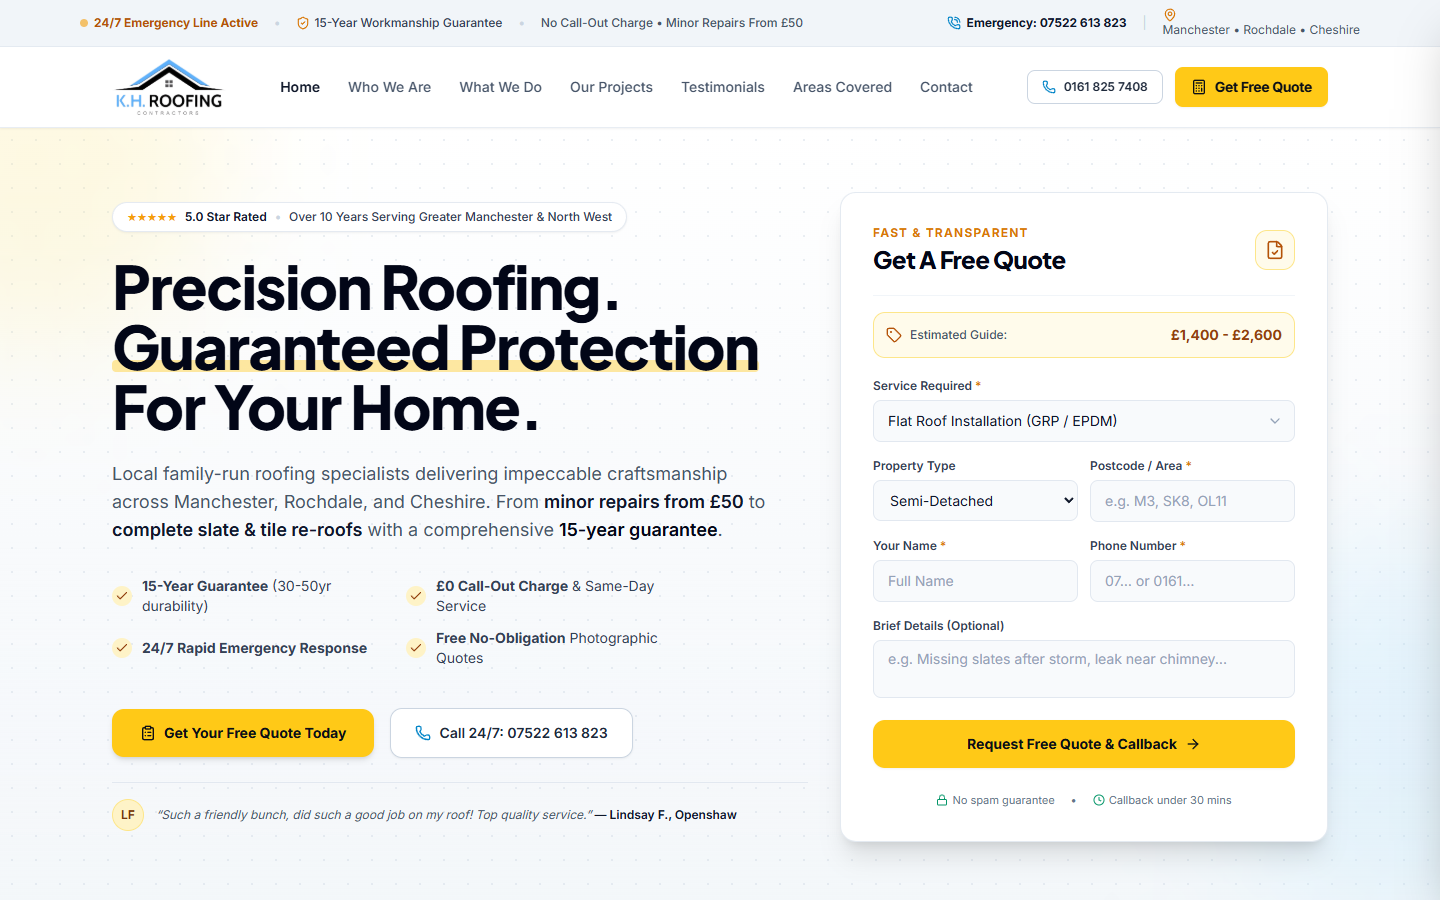 24/7 Emergency Line Active • 15-Year Workmanship Guarantee • No Call-Out Charge • Minor Repairs From £50
Emergency: 07522 613 823
Manchester • Rochdale • Cheshire
K.H. ROOFING
CONTRACTORS
Home Who We Are What We Do Our Projects Testimonials Areas Covered Contact
0161 825 7408
Get Free Quote
★★★★★ 5.0 Star Rated • Over 10 Years Serving Greater Manchester & North West
Precision Roofing.
Guaranteed Protection
For Your Home.
Local family-run roofing specialists delivering impeccable craftsmanship
across Manchester, Rochdale, and Cheshire. From minor repairs from £50 to
complete slate & tile re-roofs with a comprehensive 15-year guarantee.
15-Year Guarantee (30-50yr
durability)
£0 Call-Out Charge & Same-Day
Service
24/7 Rapid Emergency Response
Free No-Obligation Photographic
Quotes
Get Your Free Quote Today
Call 24/7: 07522 613 823
LF
“Such a friendly bunch, did such a good job on my roof! Top quality service.” — Lindsay F., Openshaw
FAST & TRANSPARENT
Get A Free Quote
Estimated Guide: £1,400 - £2,600
Service Required *
Flat Roof Installation (GRP / EPDM)
Property Type
Semi-Detached
Postcode / Area *
e.g. M3, SK8, OL11
Your Name *
Full Name
Phone Number *
07... or 0161...
Brief Details (Optional)
e.g. Missing slates after storm, leak near chimney...
Request Free Quote & Callback →
No spam guarantee • Callback under 30 mins